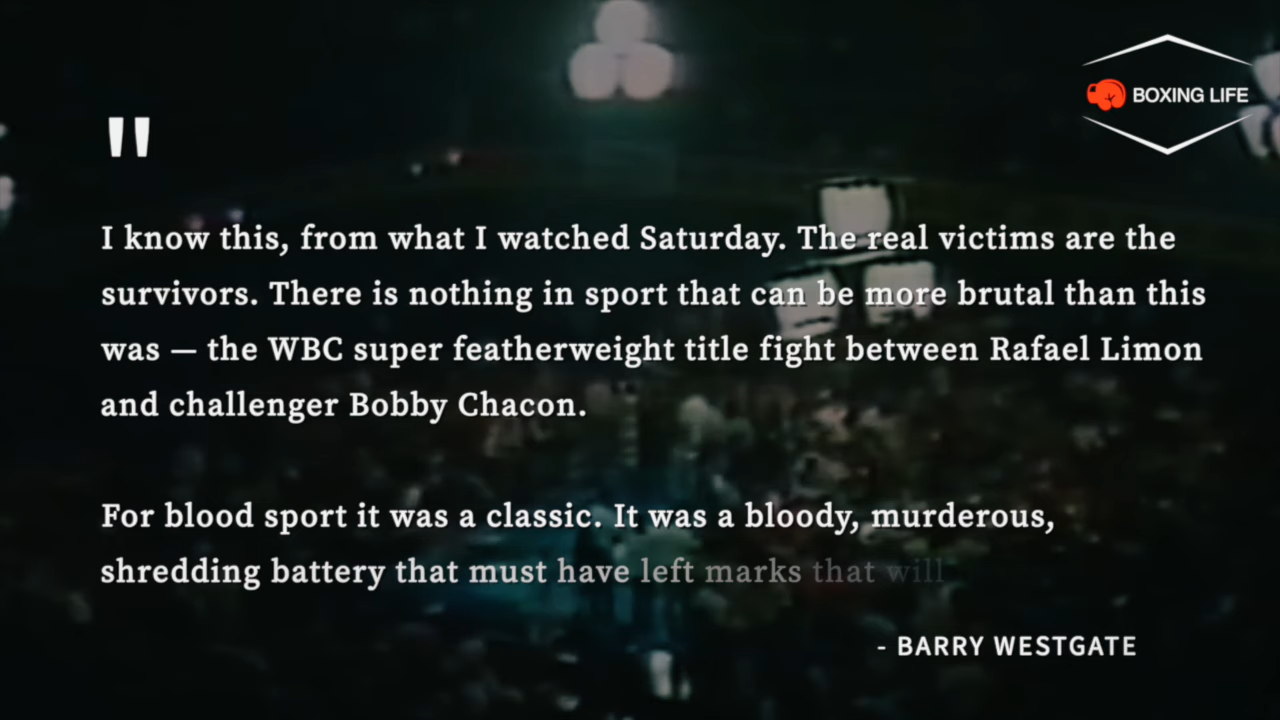 BOXING LIFE
"
I know this, from what I watched Saturday. The real victims are the
survivors. There is nothing in sport that can be more brutal than this
was — the WBC super featherweight title fight between Rafael Limon
and challenger Bobby Chacon.
For blood sport it was a classic. It was a bloody, murderous,
shredding battery that must have left marks that will
- BARRY WESTGATE